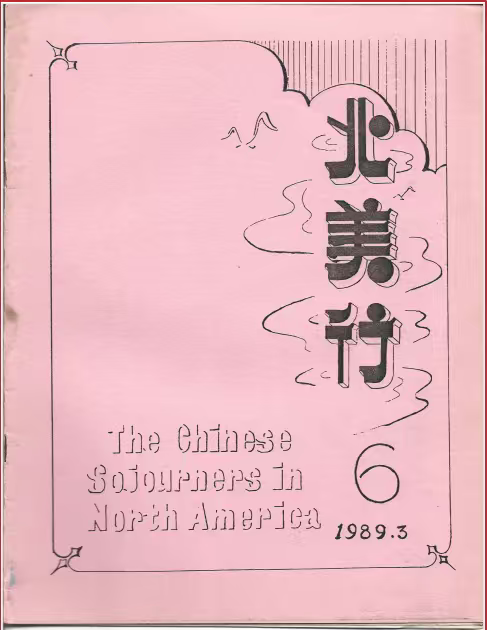 北美行
The Chinese
Sojourners in
North America
6
1989.3